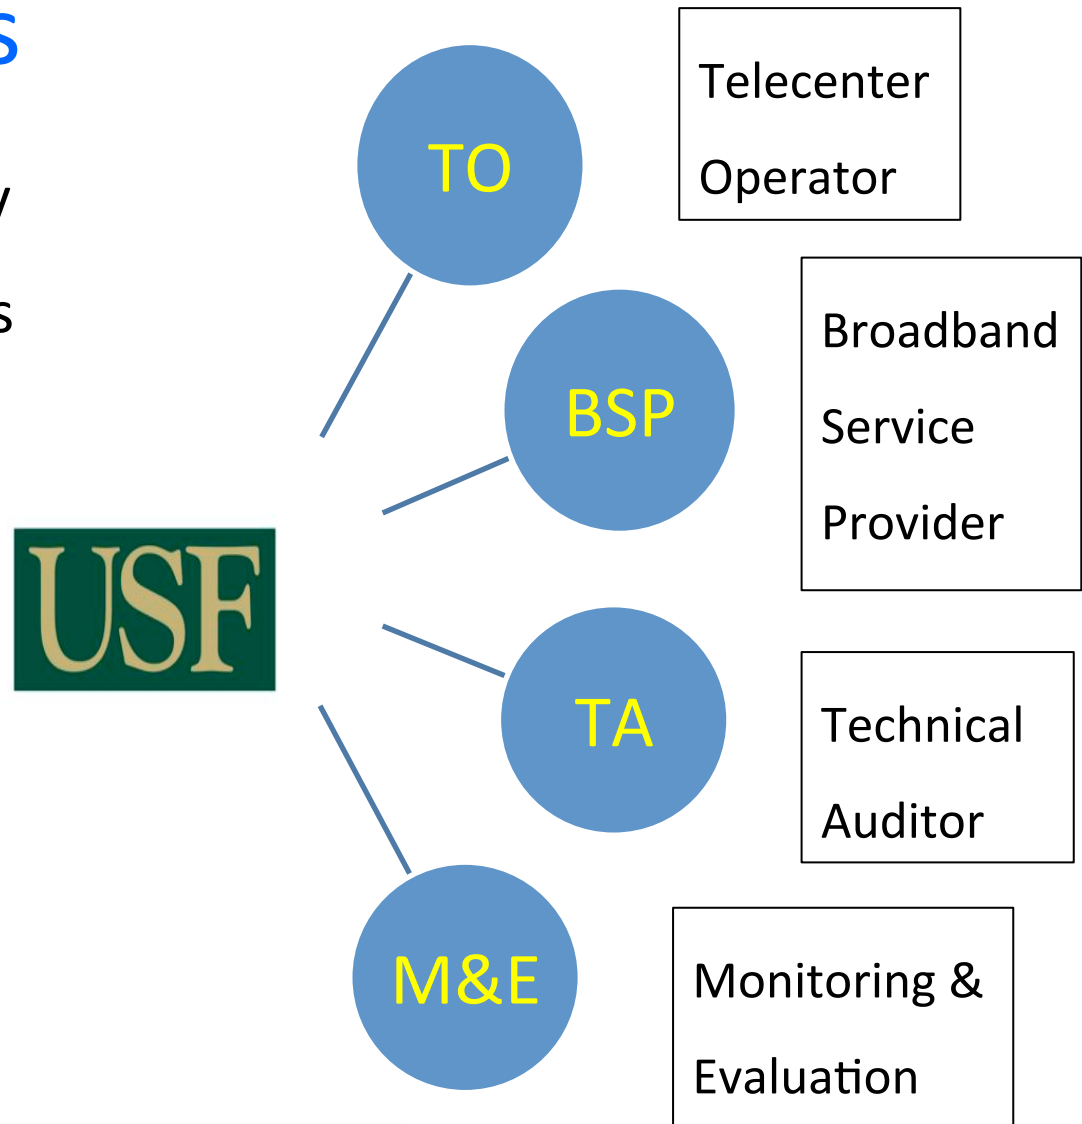 s
y
s
TO
Telecenter
Operator
BSP
Broadband
Service
Provider
USF
TA
Technical
Auditor
M&E
Monitoring &
Evaluation